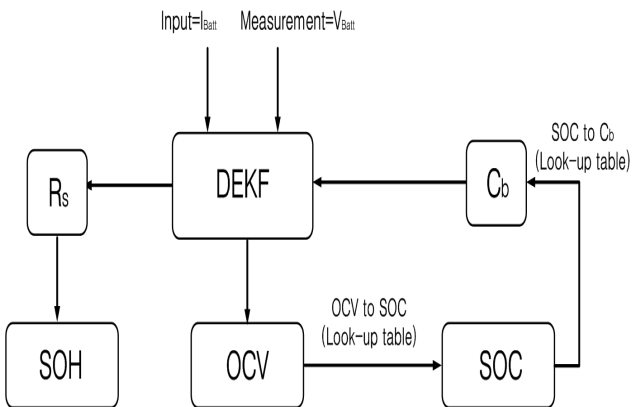 Input=IBatt Measurement=VBatt
SOC to Cb
(Look-up table)
Rs
DEKF
Cb
OCV to SOC
(Look-up table)
SOH
OCV
SOC